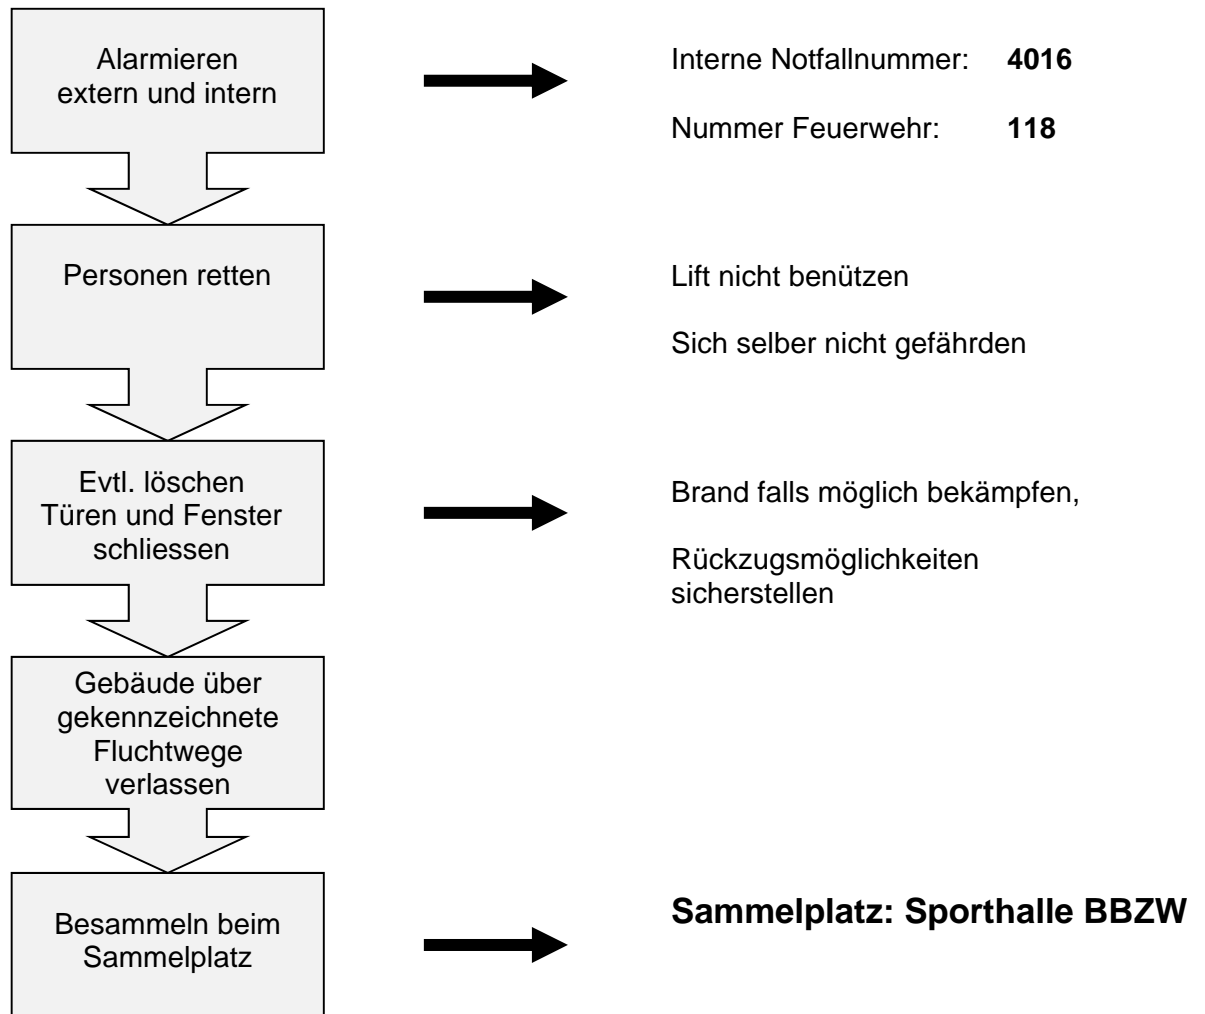 Alarmieren
extern und intern
Interne Notfallnummer: 4016
Nummer Feuerwehr: 118
Personen retten
Lift nicht benützen
Sich selber nicht gefährden
Evtl. löschen
Türen und Fenster
schliessen
Brand falls möglich bekämpfen,
Rückzugsmöglichkeiten
sicherstellen
Gebäude über
gekennzeichnete
Fluchtwege
verlassen
Besammeln beim
Sammelplatz
Sammelplatz: Sporthalle BBZW